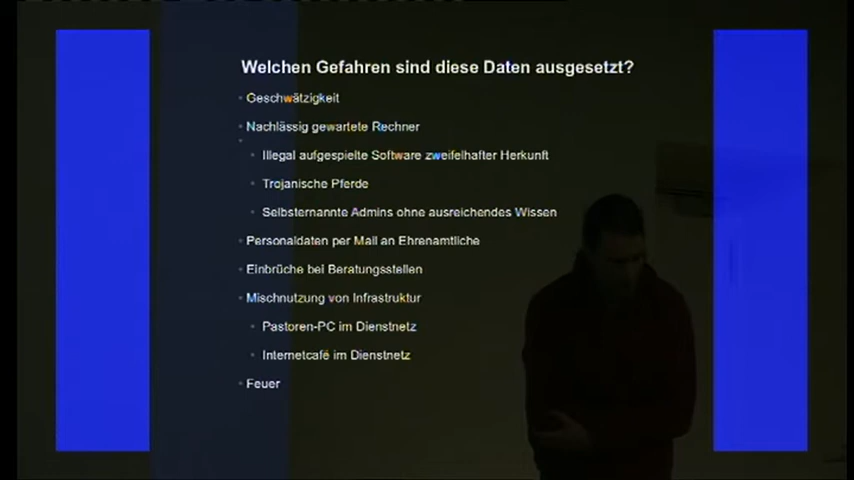 Welchen Gefahren sind diese Daten ausgesetzt?
Geschwätzigkeit
Nachlässig gewartete Rechner
Illegal aufgespielte Software zweifelhafter Herkunft
Trojanische Pferde
Selbsternannte Admins ohne ausreichendes Wissen
Personaldaten per Mail an Ehrenamtliche
Einbrüche bei Beratungsstellen
Mischnutzung von Infrastruktur
Pastoren-PC im Dienstnetz
Internetcafé im Dienstnetz
Feuer